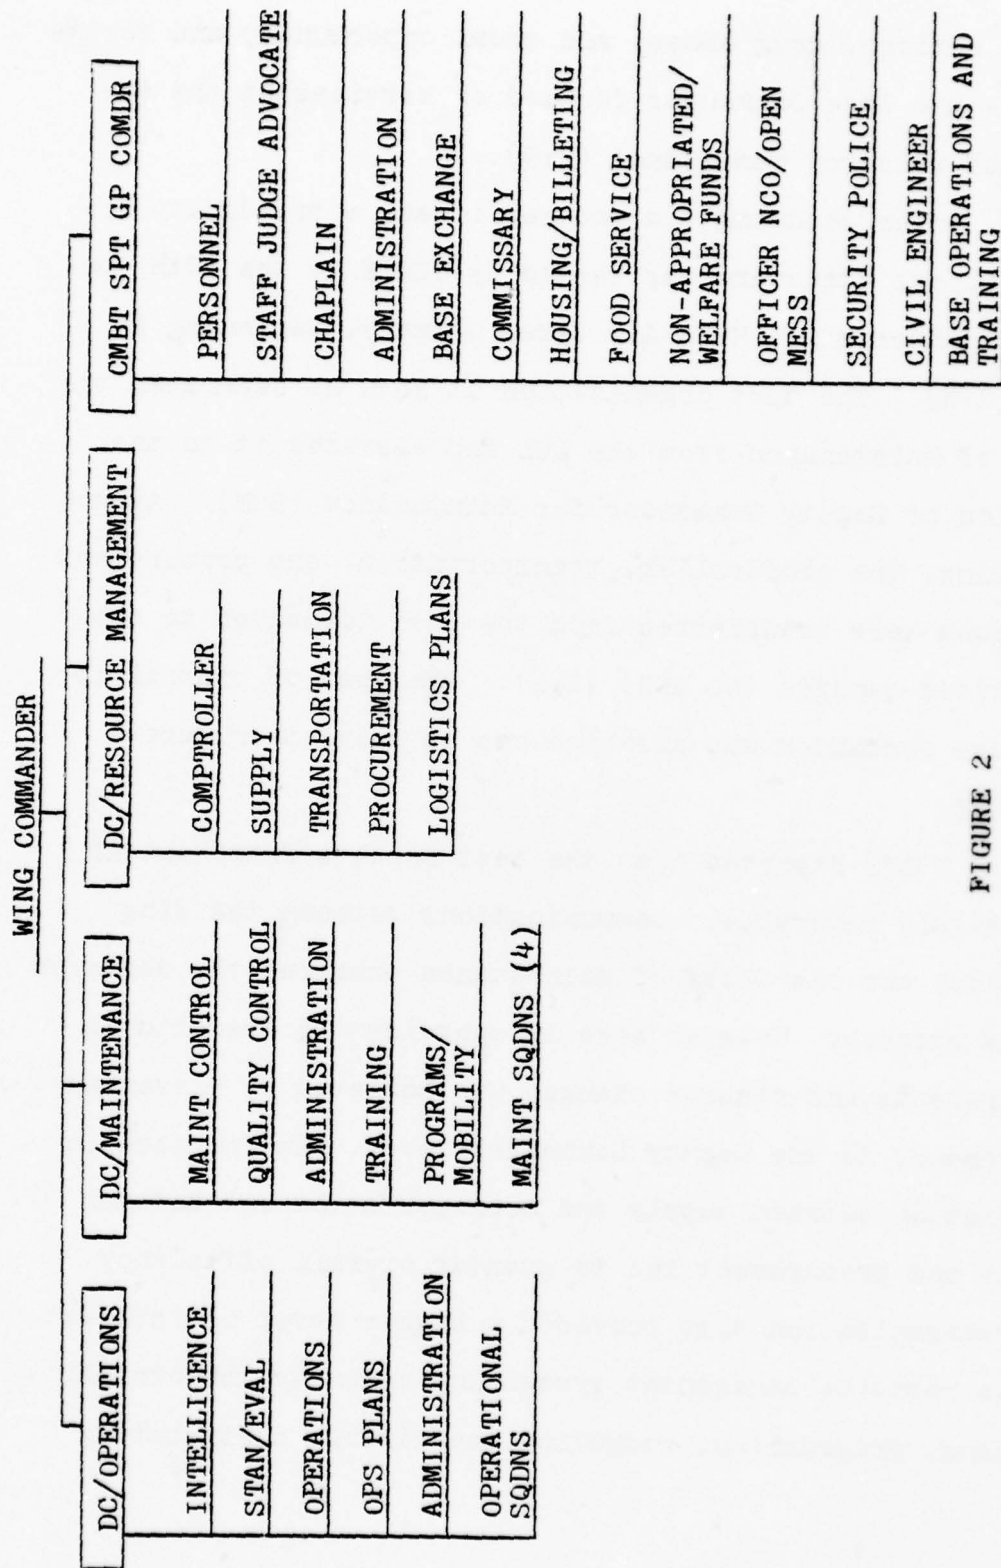 WING COMMANDER
DC/OPERATIONS
INTELLIGENCE
STAN/EVAL
OPERATIONS
OPS PLANS
ADMINISTRATION
OPERATIONAL
SQDNS
DC/MAINTENANCE
MAINT CONTROL
QUALITY CONTROL
ADMINISTRATION
TRAINING
PROGRAMS/
MOBILITY
MAINT SQDNS (4)
DC/RESOURCE MANAGEMENT
COMPTROLLER
SUPPLY
TRANSPORTATION
PROCUREMENT
LOGISTICS PLANS
CMBT SPT GP COMDR
PERSONNEL
STAFF JUDGE ADVOCATE
CHAPLAIN
ADMINISTRATION
BASE EXCHANGE
COMMISSARY
HOUSING/BILLETING
FOOD SERVICE
NON-APPROPRIATED/
WELFARE FUNDS
OFFICER NCO/OPEN
MESS
SECURITY POLICE
CIVIL ENGINEER
BASE OPERATIONS AND
TRAINING
FIGURE 2